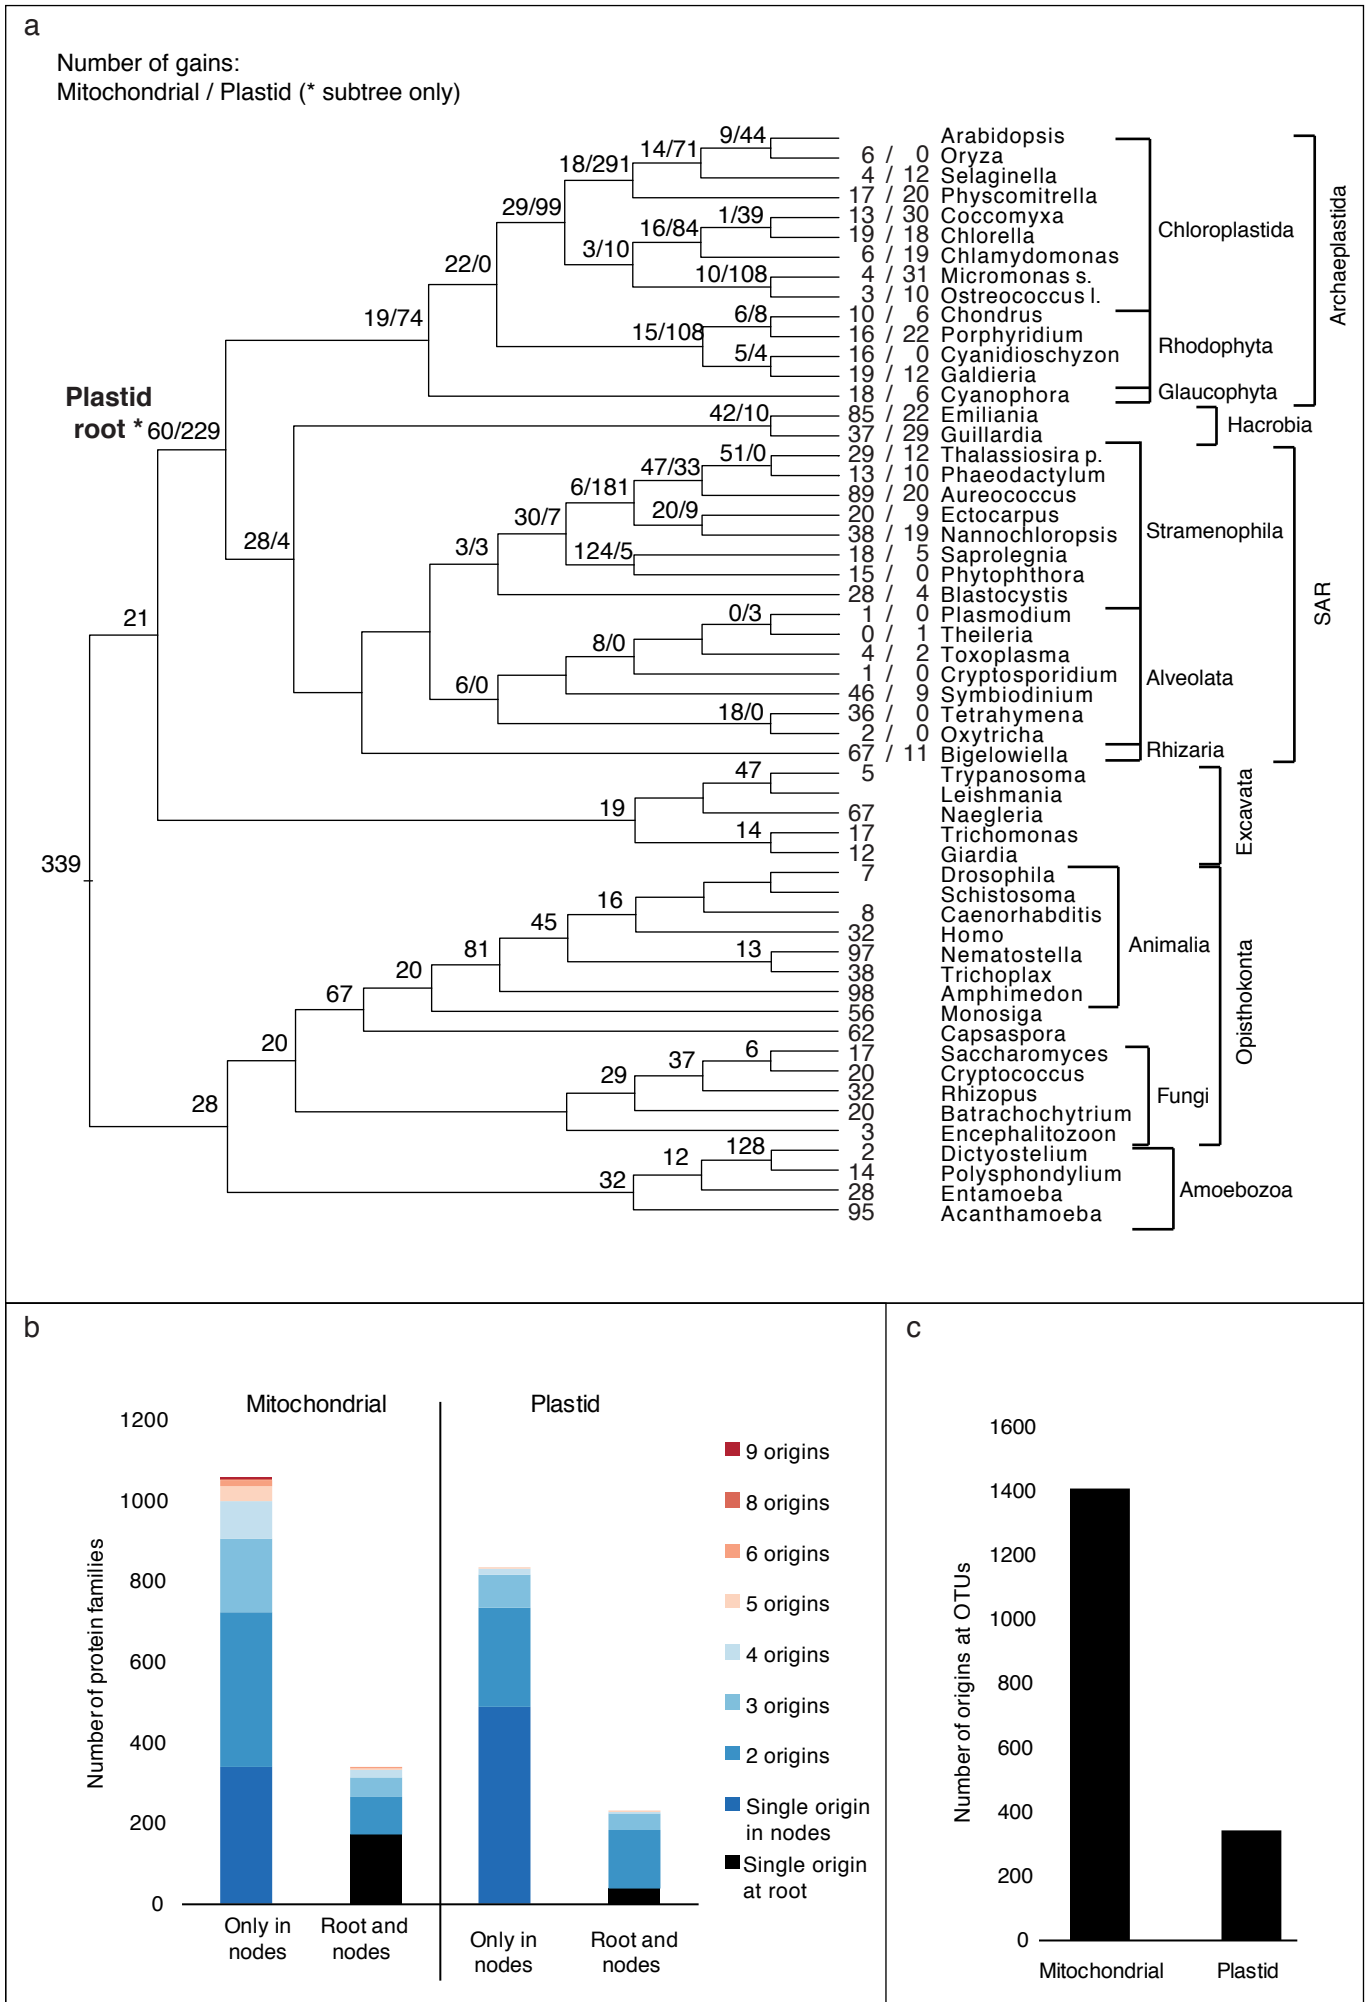 a
Number of gains:
Mitochondrial / Plastid (* subtree only)
9/44
14/71
18/291
29/99
1/39
16/84
3/10
22/0
10/108
19/74
6/8
15/108
5/4
Plastid
root * 60/229
42/10
51/0
47/33
6/181
20/9
30/7
28/4
3/3
124/5
0/3
21
8/0
6/0
18/0
47
19
14
339
16
45
81
13
20
67
20
6
37
29
28
128
12
32
Arabidopsis
6 / 0 Oryza
4 / 12 Selaginella
17 / 20 Physcomitrella
13 / 30 Coccomyxa
19 / 18 Chlorella
6 / 19 Chlamydomonas
4 / 31 Micromonas s.
3 / 10 Ostreococcus l.
10 / 6 Chondrus
16 / 22 Porphyridium
16 / 0 Cyanidioschyzon
19 / 12 Galdieria
18 / 6 Cyanophora
85 / 22 Emiliania
37 / 29 Guillardia
29 / 12 Thalassiosira p.
13 / 10 Phaeodactylum
89 / 20 Aureococcus
20 / 9 Ectocarpus
38 / 19 Nannochloropsis
18 / 5 Saprolegnia
15 / 0 Phytophthora
28 / 4 Blastocystis
1 / 0 Plasmodium
0 / 1 Theileria
4 / 2 Toxoplasma
1 / 0 Cryptosporidium
46 / 9 Symbiodinium
36 / 0 Tetrahymena
2 / 0 Oxytricha
67 / 11 Bigelowiella
5 Trypanosoma
Leishmania
67 Naegleria
17 Trichomonas
12 Giardia
7 Drosophila
Schistosoma
8 Caenorhabditis
32 Homo
97 Nematostella
38 Trichoplax
98 Amphimedon
56 Monosiga
62 Capsaspora
17 Saccharomyces
20 Cryptococcus
32 Rhizopus
20 Batrachochytrium
3 Encephalitozoon
2 Dictyostelium
14 Polysphondylium
28 Entamoeba
95 Acanthamoeba
Chloroplastida
Rhodophyta
Glaucophyta
Archaeplastida
Hacrobia
Stramenophila
Alveolata
Rhizaria
SAR
Excavata
Animalia
Fungi
Opisthokonta
Amoebozoa
b
Mitochondrial
Plastid
Number of protein families
1200
1000
800
600
400
200
0
Only in
nodes
Root and
nodes
Only in
nodes
Root and
nodes
9 origins
8 origins
6 origins
5 origins
4 origins
3 origins
2 origins
Single origin
in nodes
Single origin
at root
c
Number of origins at OTUs
1600
1400
1200
1000
800
600
400
200
0
Mitochondrial
Plastid